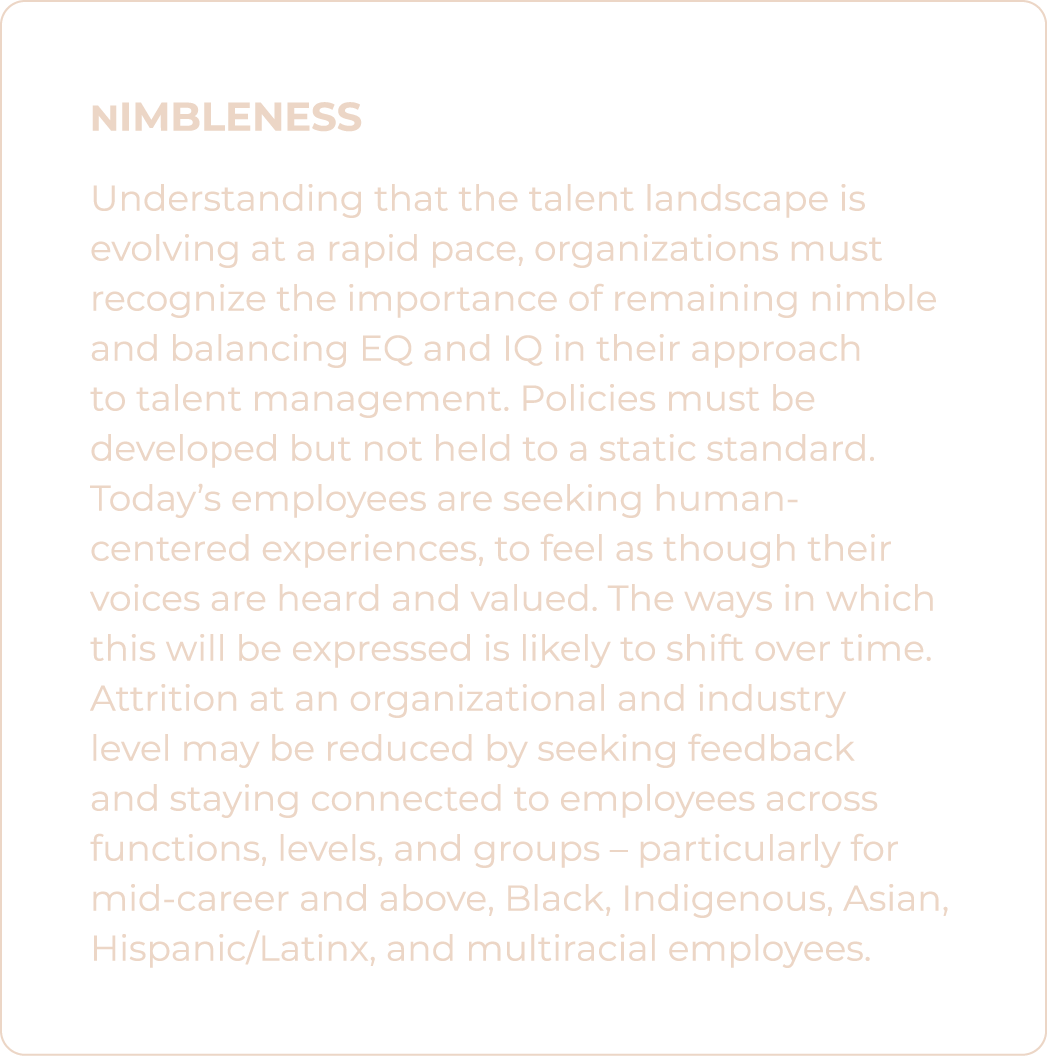 NIMBLENESS
Understanding that the talent landscape is
evolving at a rapid pace, organizations must
recognize the importance of remaining nimble
and balancing EQ and IQ in their approach
to talent management. Policies must be
developed but not held to a static standard.
Today’s employees are seeking human-
centered experiences, to feel as though their
voices are heard and valued. The ways in which
this will be expressed is likely to shift over time.
Attrition at an organizational and industry
level may be reduced by seeking feedback
and staying connected to employees across
functions, levels, and groups – particularly for
mid-career and above, Black, Indigenous, Asian,
Hispanic/Latinx, and multiracial employees.